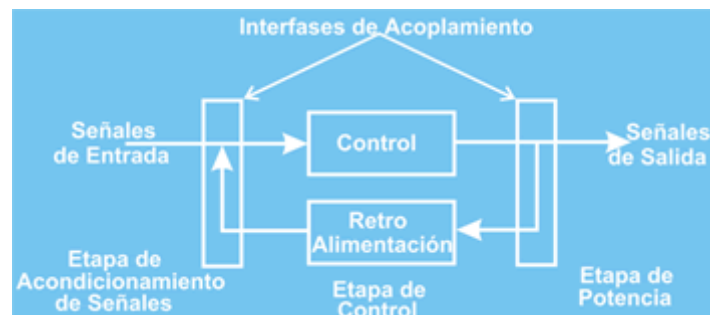 Interfases de Acoplamiento
Señales
de Entrada
Control
Señales
de Salida
Retro
Alimentación
Etapa de
Acondicionamiento
de Señales
Etapa de
Control
Etapa de
Potencia